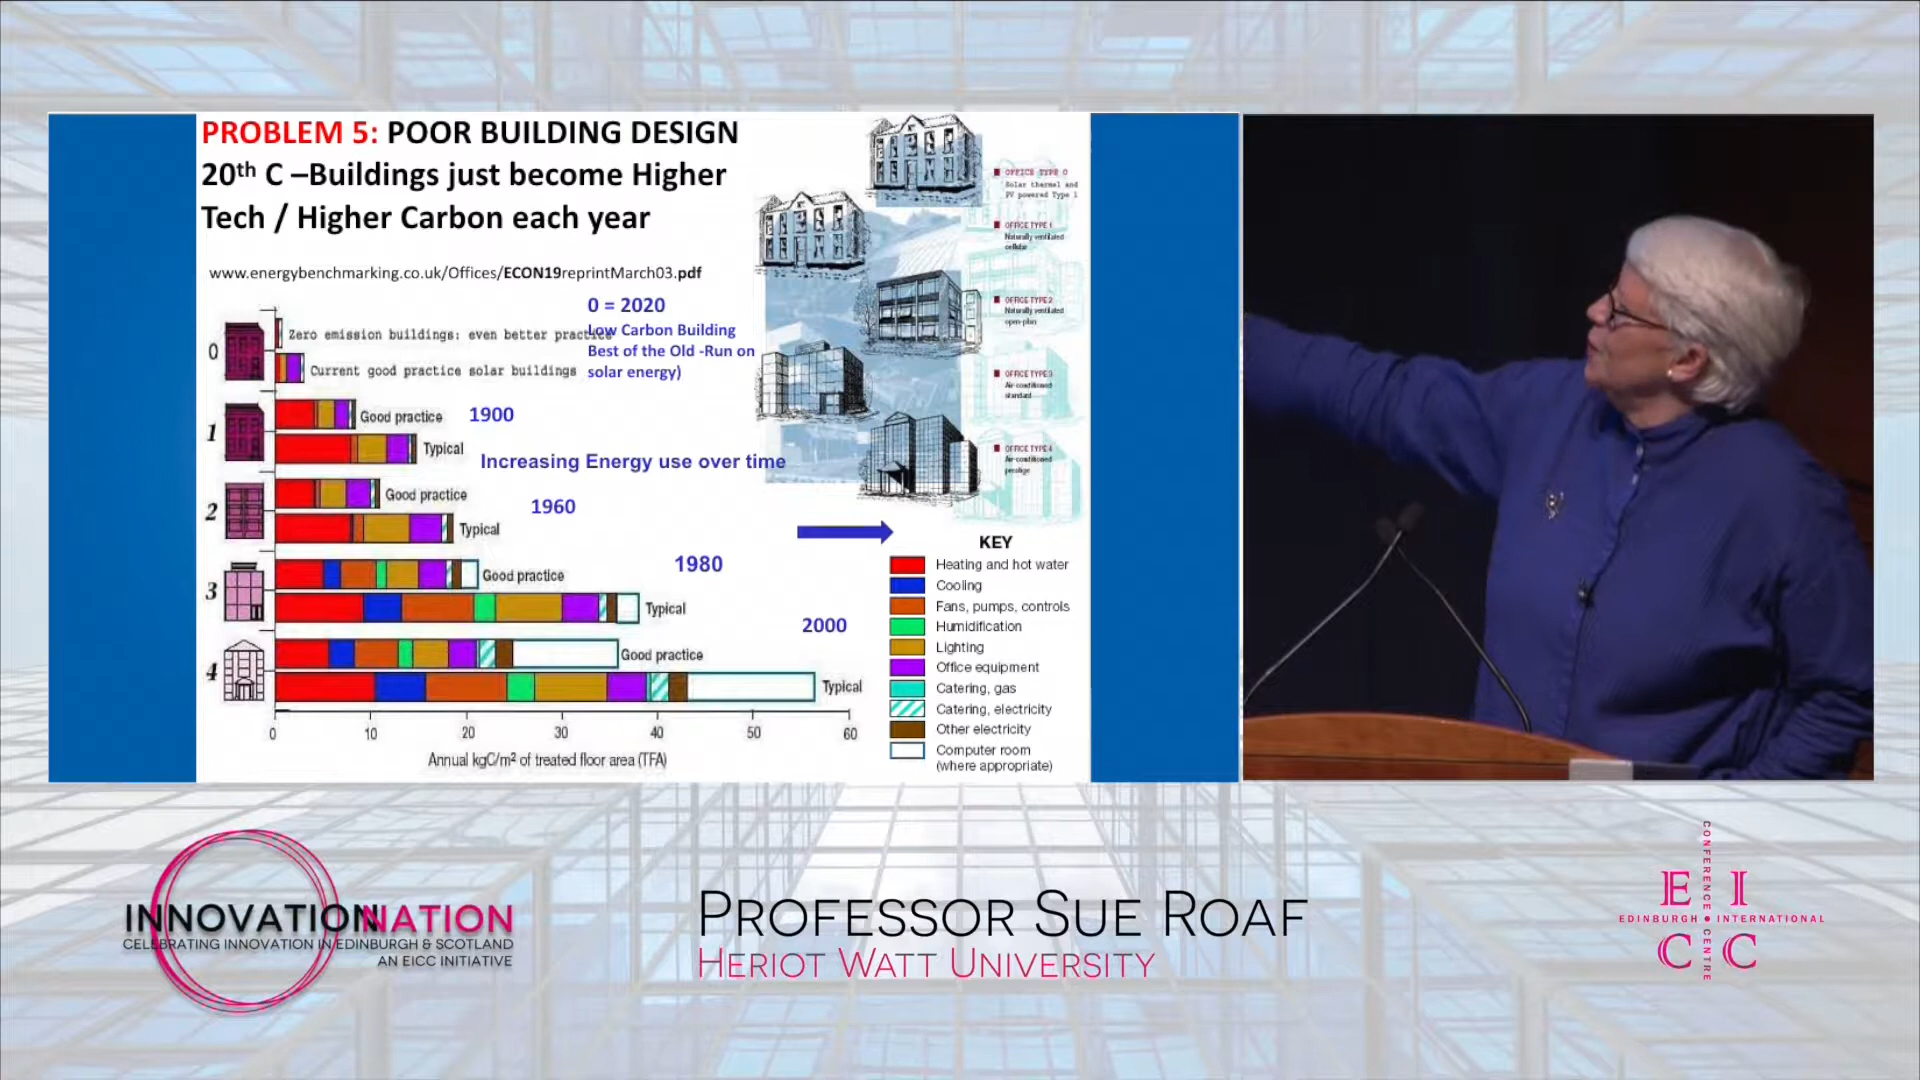 PROBLEM 5: POOR BUILDING DESIGN
20th C –Buildings just become Higher
Tech / Higher Carbon each year
www.energybenchmarking.co.uk/Offices/ECON19reprintMarch03.pdf
0 = 2020
Low Carbon Building
Best of the Old -Run on
solar energy)
0
Zero emission buildings: even better practice
Current good practice solar buildings
1
Good practice
1900
Typical
Increasing Energy use over time
2
Good practice
1960
Typical
3
Good practice
1980
Typical
2000
4
Good practice
Typical
0 10 20 30 40 50 60
Annual kgC/m² of treated floor area (TFA)
OFFICE TYPE 0
Solar thermal and
PV powered Type 1
OFFICE TYPE 1
Naturally ventilated
cellular
OFFICE TYPE 2
Naturally ventilated
open-plan
OFFICE TYPE 3
Air-conditioned
standard
OFFICE TYPE 4
Air-conditioned
prestige
KEY
Heating and hot water
Cooling
Fans, pumps, controls
Humidification
Lighting
Office equipment
Catering, gas
Catering, electricity
Other electricity
Computer room
(where appropriate)
INNOVATIONNATION
CELEBRATING INNOVATION IN EDINBURGH & SCOTLAND
AN EICC INITIATIVE
PROFESSOR SUE ROAF
HERIOT WATT UNIVERSITY
E I
EDINBURGH • INTERNATIONAL
C C
CONFERENCE • CENTRE